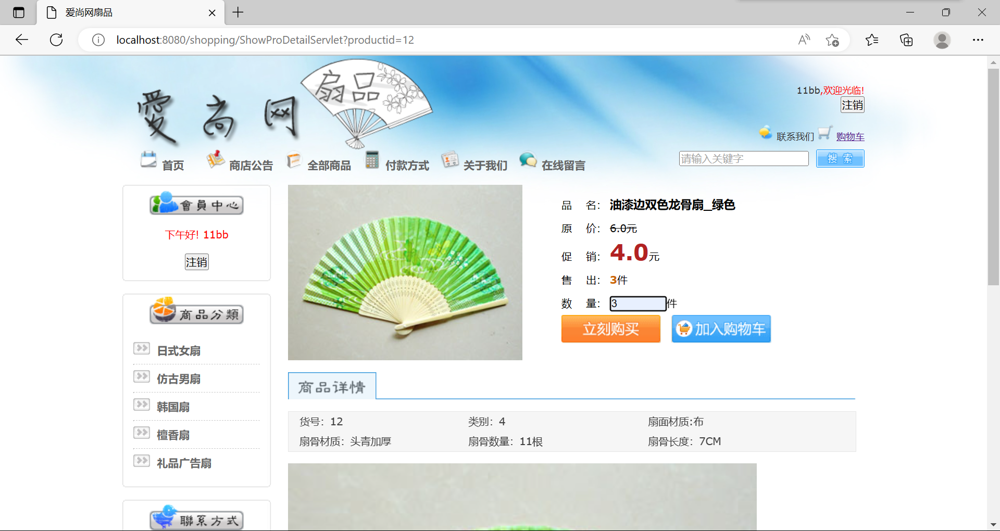 爱尚网扇品
localhost:8080/shopping/ShowProDetailServlet?productid=12
愛尚网
扇品
11bb,欢迎光临!
注销
联系我们 购物车
首页 商店公告 全部商品 付款方式 关于我们 在线留言
请输入关键字 搜 索
會員中心
下午好! 11bb
注销
商品分類
日式女扇
仿古男扇
韩国扇
檀香扇
礼品广告扇
聯系方式
品 名: 油漆边双色龙骨扇_绿色
原 价: 6.0元
促 销: 4.0元
售 出: 3件
数 量: 3件
立刻购买 加入购物车
商品详情
货号: 12 类别: 4 扇面材质:布
扇骨材质: 头青加厚 扇骨数量: 11根 扇骨长度: 7CM